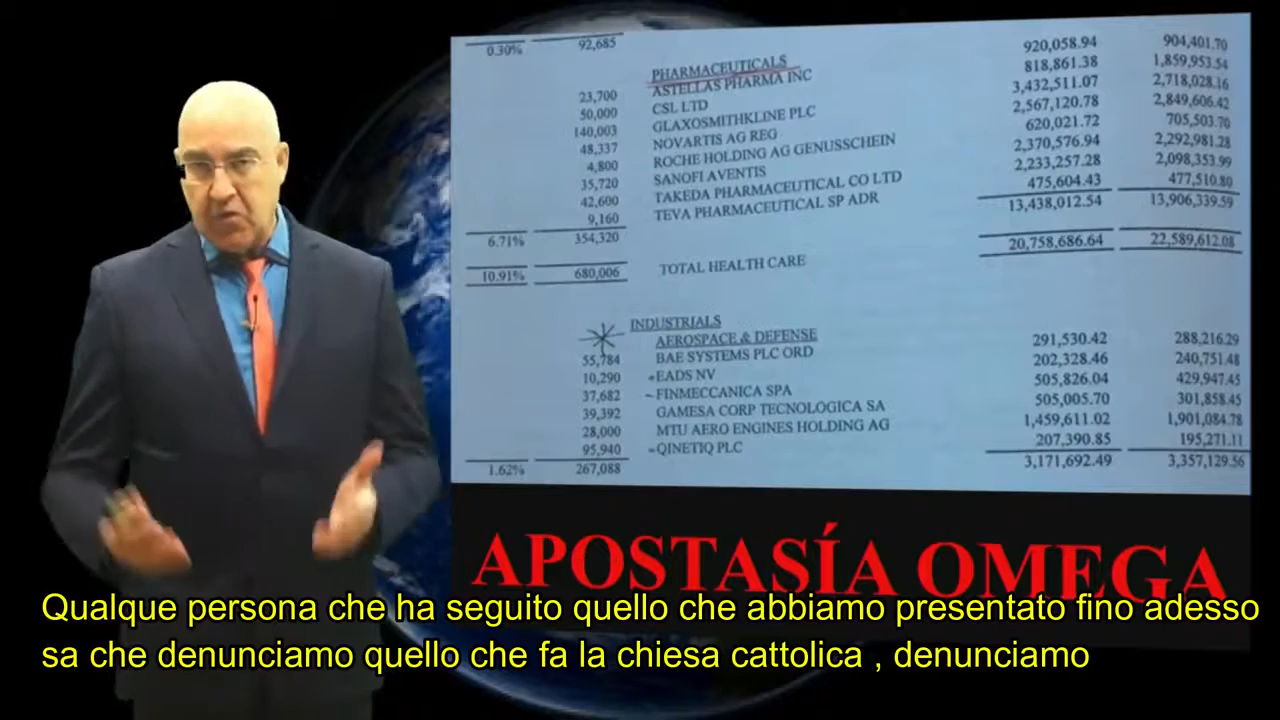 0.30% 92,685 920,058.94 904,401.70
PHARMACEUTICALS 818,861.38 1,859,953.54
23,700 ASTELLAS PHARMA INC 3,432,511.07 2,718,028.16
50,000 CSL LTD 2,567,120.78 2,849,606.42
140,003 GLAXOSMITHKLINE PLC 620,021.72 705,503.70
48,337 NOVARTIS AG REG 2,370,576.94 2,292,981.28
4,800 ROCHE HOLDING AG GENUSSCHEIN 2,233,257.28 2,098,353.99
35,720 SANOFI AVENTIS 475,604.43 477,510.80
42,600 TAKEDA PHARMACEUTICAL CO LTD 13,438,012.54 13,906,339.59
9,160 TEVA PHARMACEUTICAL SP ADR
6.71% 354,320 20,758,686.64 22,589,612.08
10.91% 680,006 TOTAL HEALTH CARE
INDUSTRIALS
AEROSPACE & DEFENSE 291,530.42 288,216.29
55,784 BAE SYSTEMS PLC ORD 202,328.46 240,751.48
10,290 EADS NV 505,826.04 429,947.45
37,682 FINMECCANICA SPA 505,005.70 301,858.45
39,392 GAMESA CORP TECNOLOGICA SA 1,459,611.02 1,901,084.78
28,000 MTU AERO ENGINES HOLDING AG 207,390.85 195,271.11
95,940 QINETIQ PLC 3,171,692.49 3,357,129.56
1.62% 267,088
APOSTASÍA OMEGA
Qualque persona che ha seguito quello che abbiamo presentato fino adesso
sa che denunciamo quello che fa la chiesa cattolica , denunciamo